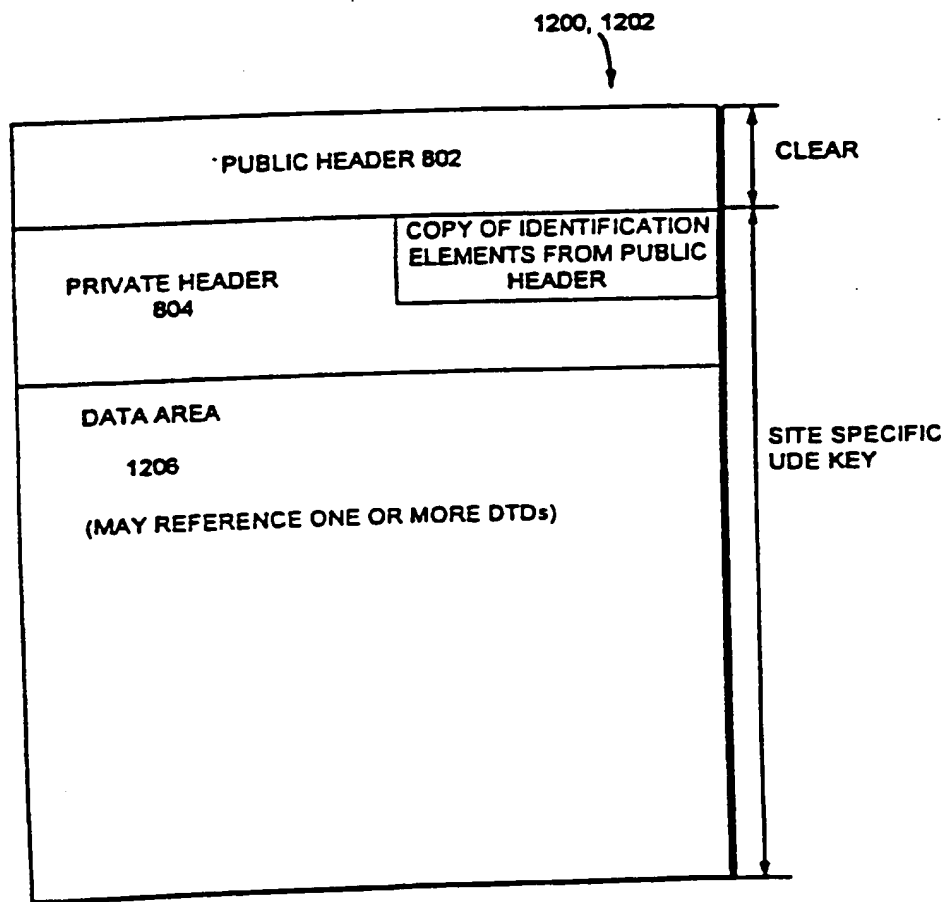 1200, 1202
PUBLIC HEADER 802
CLEAR
COPY OF IDENTIFICATION
ELEMENTS FROM PUBLIC
HEADER
PRIVATE HEADER
804
DATA AREA
1206
(MAY REFERENCE ONE OR MORE DTDs)
SITE SPECIFIC
UDE KEY